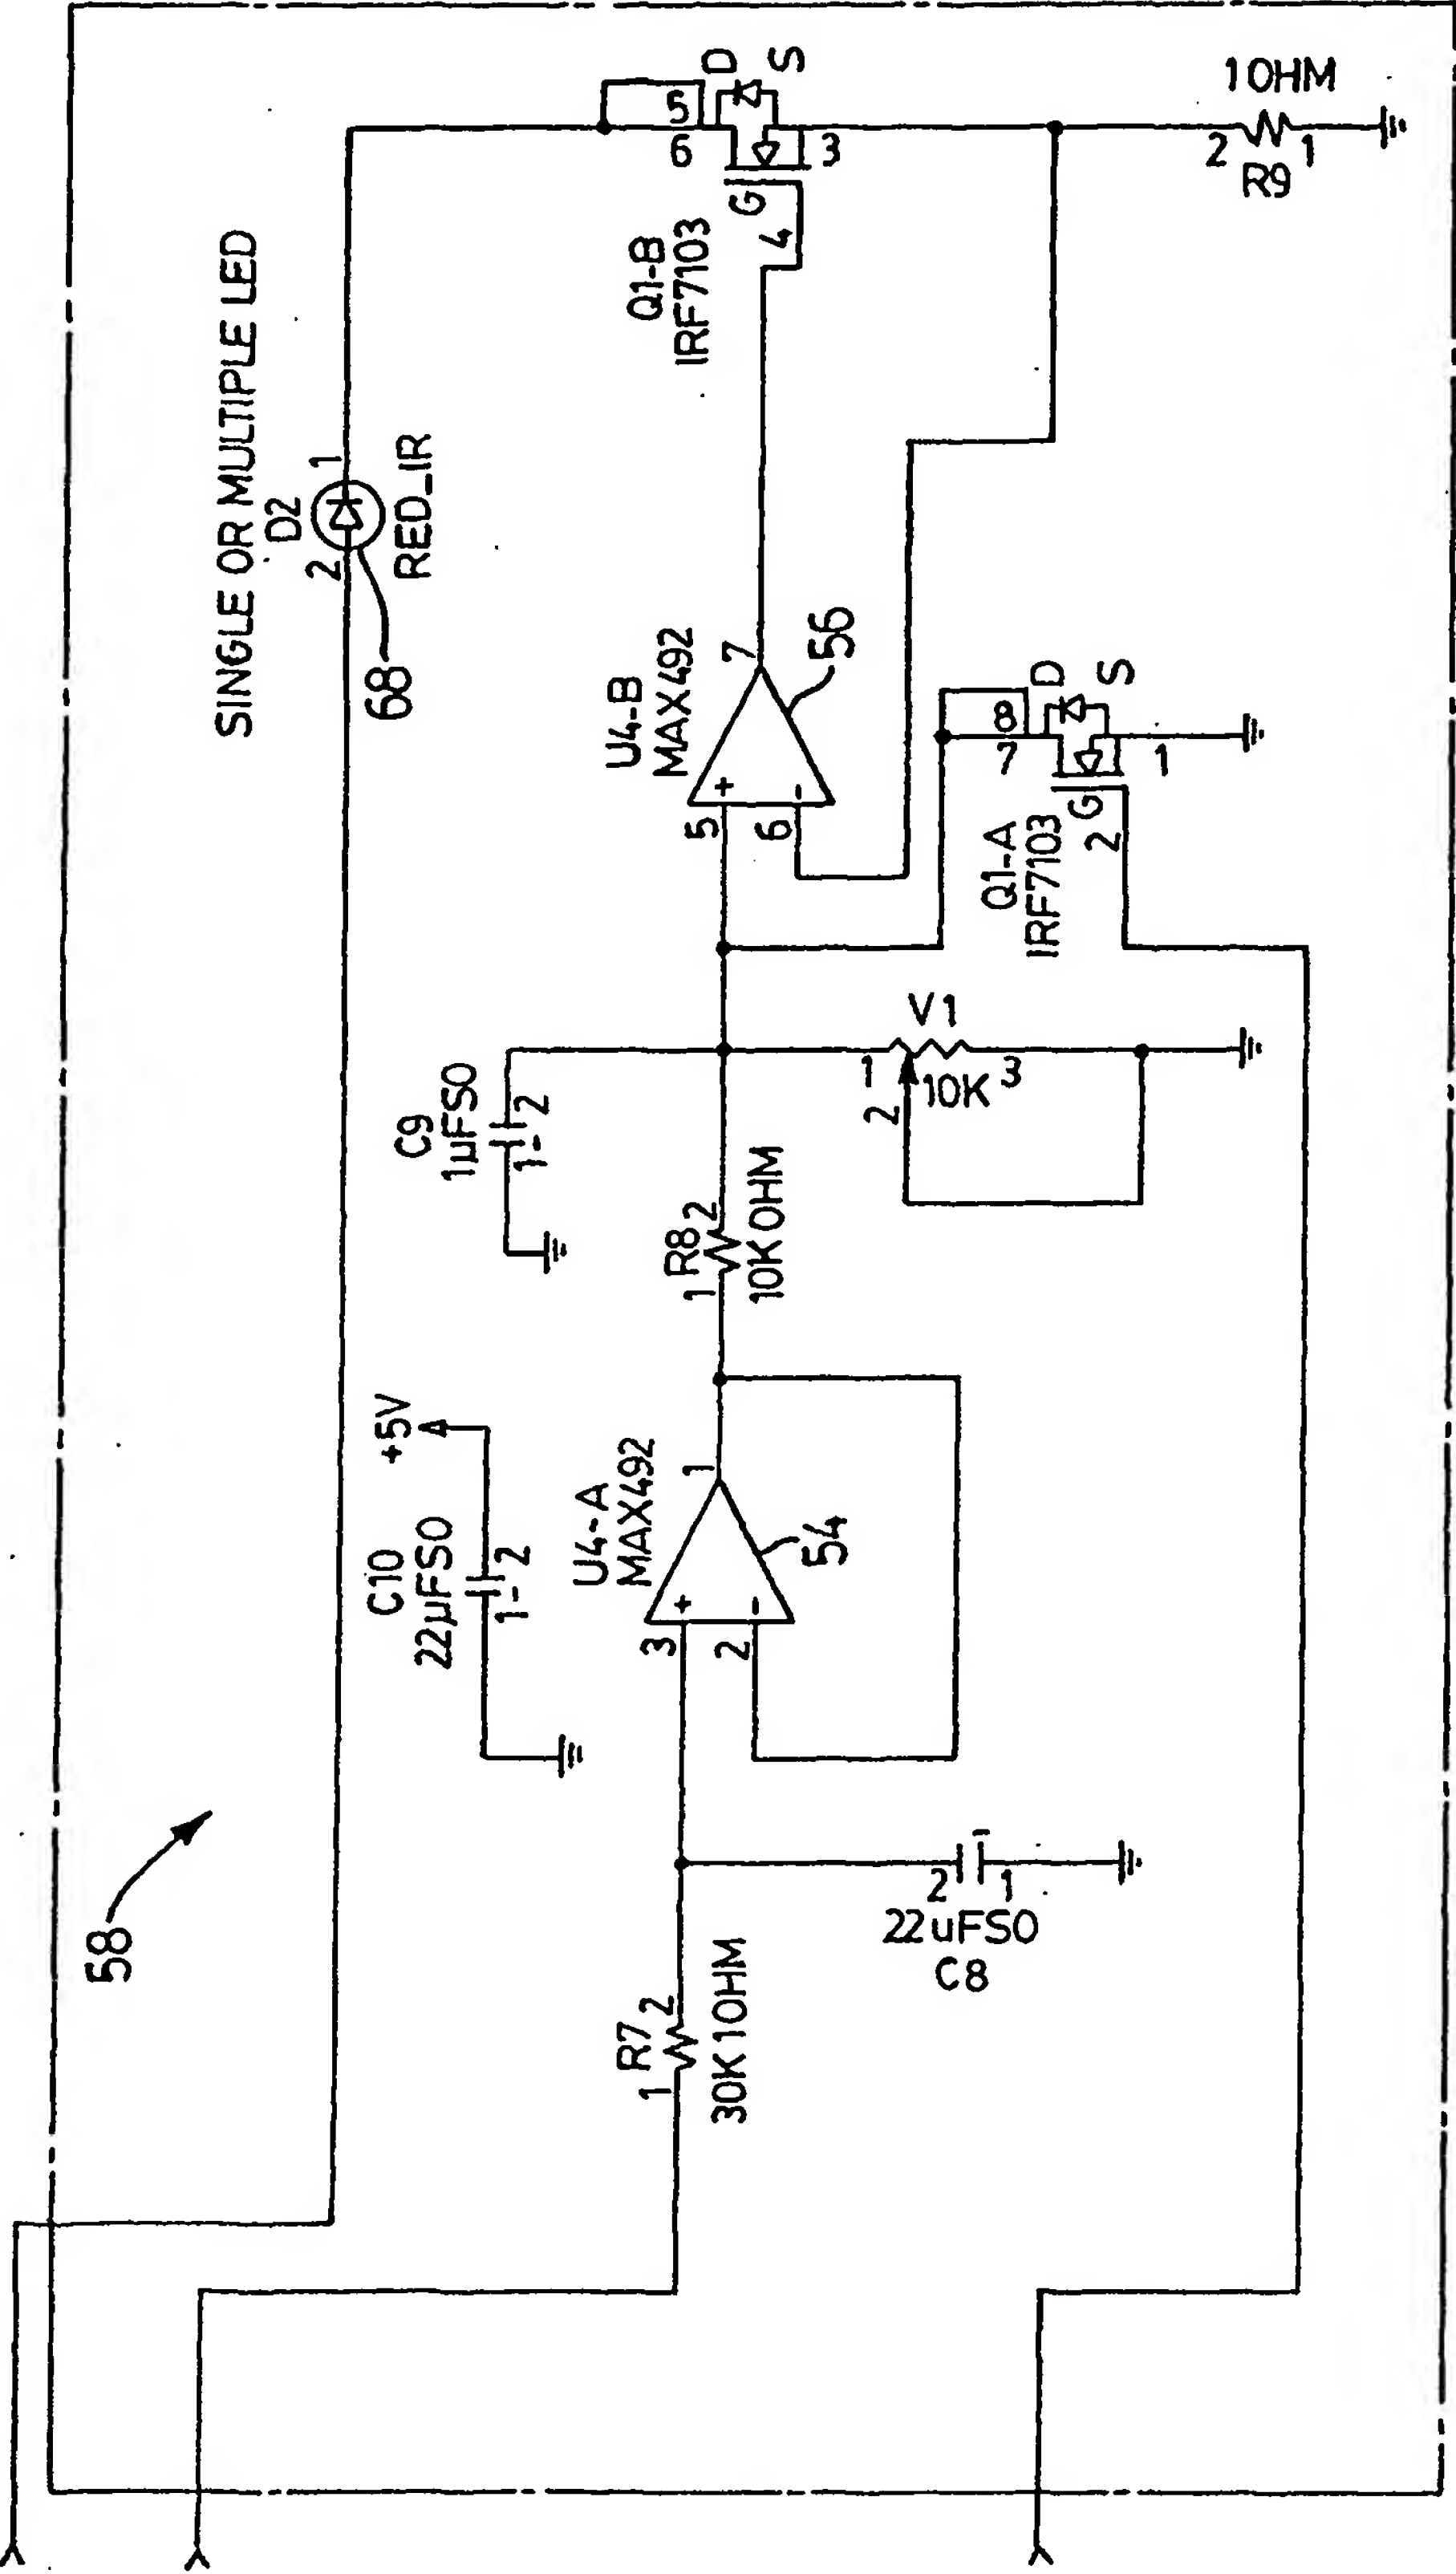 SINGLE OR MULTIPLE LED
D2
2
1
RED_IR
68
58
5
6
D
S
3
G
4
Q1-B
IRF7103
1OHM
2
1
R9
U4-B
MAX492
7
56
+
-
5
6
8
7
D
S
1
G
2
Q1-A
IRF7103
C9
1µFS0
1-
2
V1
1
10K
3
2
R8
1
2
10K OHM
+5V
C10
22µFS0
1-
2
U4-A
MAX492
1
54
+
-
3
2
2
-
1
22uFS0
C8
R7
1
2
30K1OHM